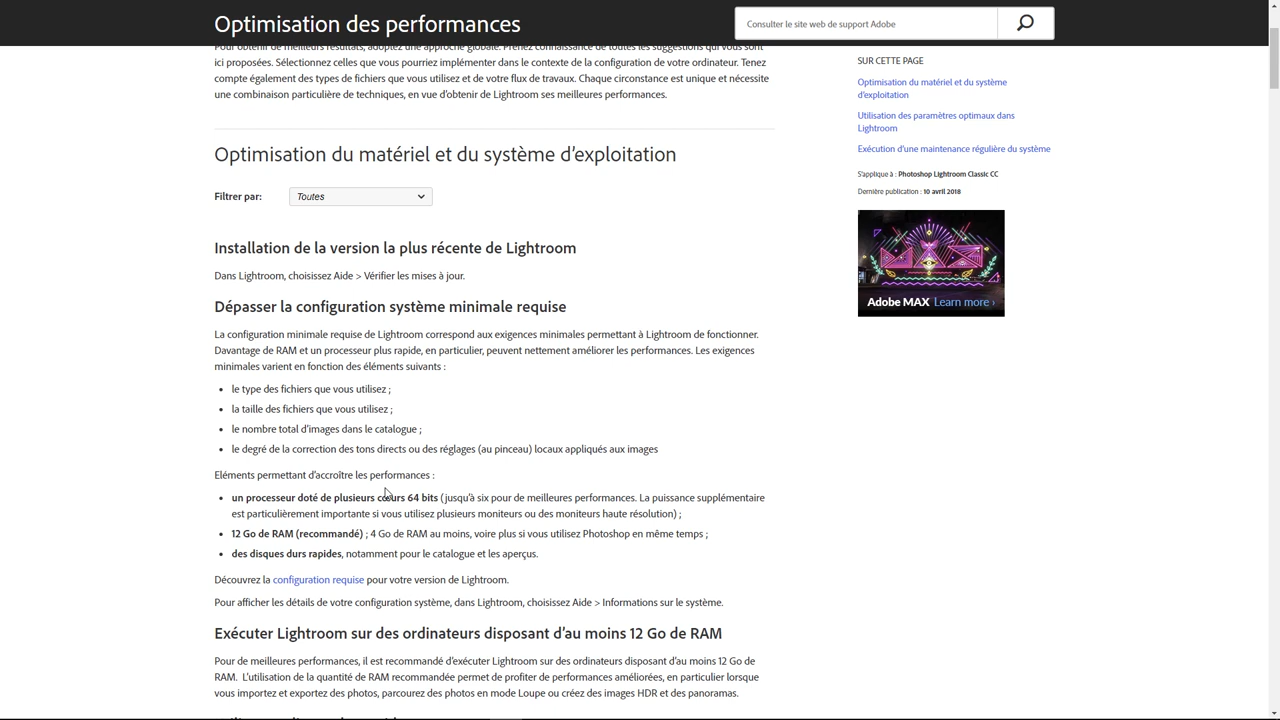 Optimisation des performances
Consulter le site web de support Adobe
Pour obtenir de meilleurs résultats, adoptez une approche globale. Prenez connaissance de toutes les suggestions qui vous sont
ici proposées. Sélectionnez celles que vous pourriez implémenter dans le contexte de la configuration de votre ordinateur. Tenez
compte également des types de fichiers que vous utilisez et de votre flux de travaux. Chaque circonstance est unique et nécessite
une combinaison particulière de techniques, en vue d'obtenir de Lightroom ses meilleures performances.
Optimisation du matériel et du système d'exploitation
Filtrer par:
Toutes
Installation de la version la plus récente de Lightroom
Dans Lightroom, choisissez Aide > Vérifier les mises à jour.
Dépasser la configuration système minimale requise
La configuration minimale requise de Lightroom correspond aux exigences minimales permettant à Lightroom de fonctionner.
Davantage de RAM et un processeur plus rapide, en particulier, peuvent nettement améliorer les performances. Les exigences
minimales varient en fonction des éléments suivants :
le type des fichiers que vous utilisez ;
la taille des fichiers que vous utilisez ;
le nombre total d'images dans le catalogue ;
le degré de la correction des tons directs ou des réglages (au pinceau) locaux appliqués aux images
Eléments permettant d'accroître les performances :
un processeur doté de plusieurs cœurs 64 bits (jusqu'à six pour de meilleures performances. La puissance supplémentaire
est particulièrement importante si vous utilisez plusieurs moniteurs ou des moniteurs haute résolution) ;
12 Go de RAM (recommandé) ; 4 Go de RAM au moins, voire plus si vous utilisez Photoshop en même temps ;
des disques durs rapides, notamment pour le catalogue et les aperçus.
Découvrez la configuration requise pour votre version de Lightroom.
Pour afficher les détails de votre configuration système, dans Lightroom, choisissez Aide > Informations sur le système.
Exécuter Lightroom sur des ordinateurs disposant d'au moins 12 Go de RAM
Pour de meilleures performances, il est recommandé d'exécuter Lightroom sur des ordinateurs disposant d'au moins 12 Go de
RAM. L'utilisation de la quantité de RAM recommandée permet de profiter de performances améliorées, en particulier lorsque
vous importez et exportez des photos, parcourez des photos en mode Loupe ou créez des images HDR et des panoramas.
SUR CETTE PAGE
Optimisation du matériel et du système
d'exploitation
Utilisation des paramètres optimaux dans
Lightroom
Exécution d'une maintenance régulière du système
S'applique à : Photoshop Lightroom Classic CC
Dernière publication : 10 avril 2018
Adobe MAX Learn more ›